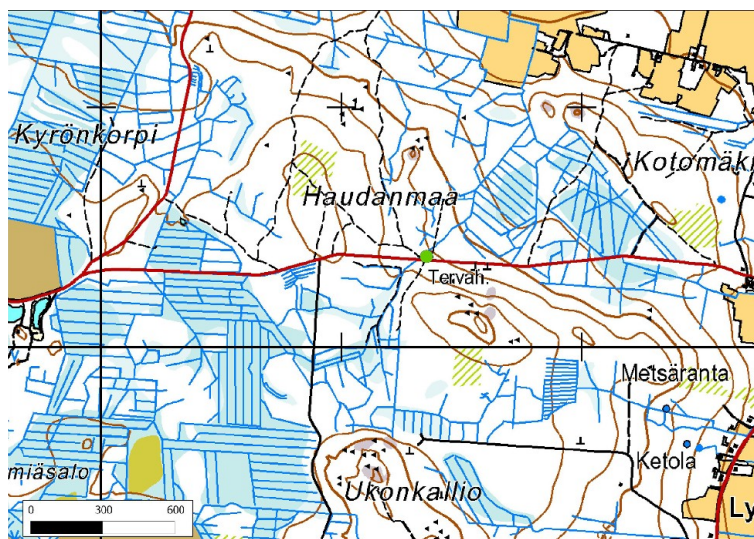 Kyrönkorpi
Kotomäki
Haudanmaa
Tervah.
Metsäranta
Ketola
miäsalo
Ukonkallio
Ly
0 300 600